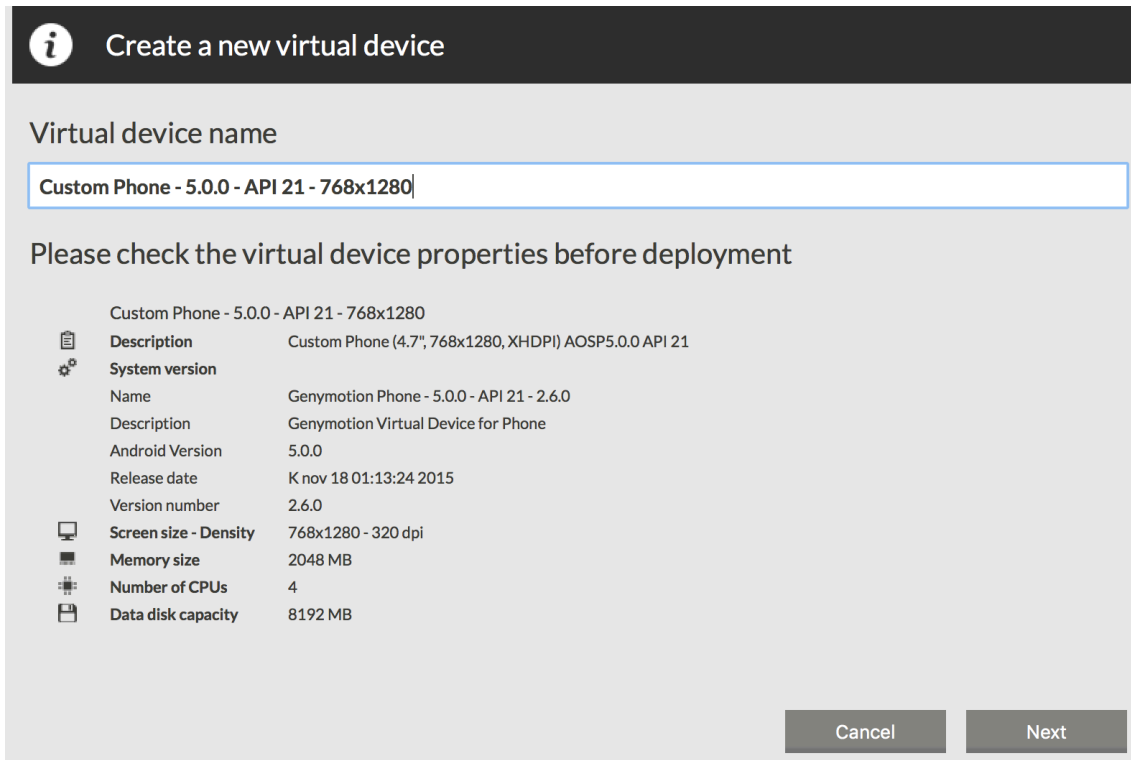 Create a new virtual device
Virtual device name
Custom Phone - 5.0.0 - API 21 - 768x1280
Please check the virtual device properties before deployment
Custom Phone - 5.0.0 - API 21 - 768x1280
Description Custom Phone (4.7", 768x1280, XHDPI) AOSP5.0.0 API 21
System version
Name Genymotion Phone - 5.0.0 - API 21 - 2.6.0
Description Genymotion Virtual Device for Phone
Android Version 5.0.0
Release date K nov 18 01:13:24 2015
Version number 2.6.0
Screen size - Density 768x1280 - 320 dpi
Memory size 2048 MB
Number of CPUs 4
Data disk capacity 8192 MB
Cancel Next